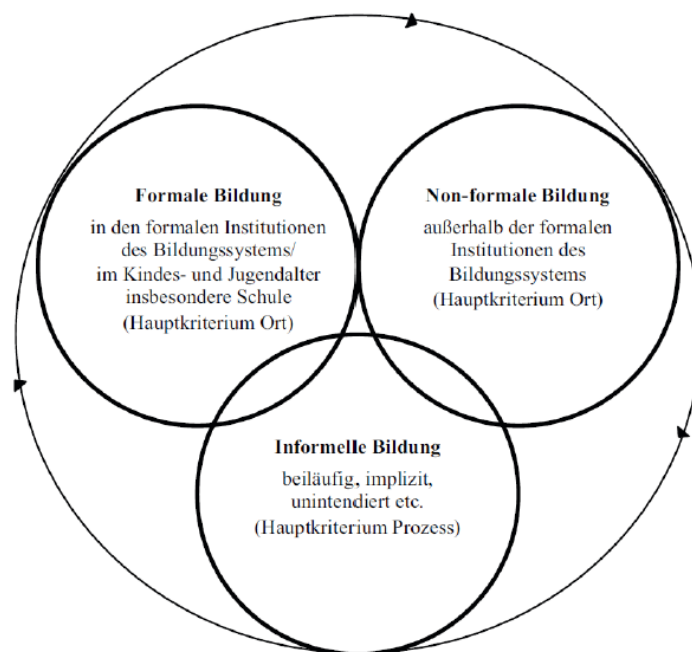 Formale Bildung
in den formalen Institutionen
des Bildungssystems/
im Kindes- und Jugendalter
insbesondere Schule
(Hauptkriterium Ort)
Non-formale Bildung
außerhalb der formalen
Institutionen des
Bildungssystems
(Hauptkriterium Ort)
Informelle Bildung
beiläufig, implizit,
unintendiert etc.
(Hauptkriterium Prozess)